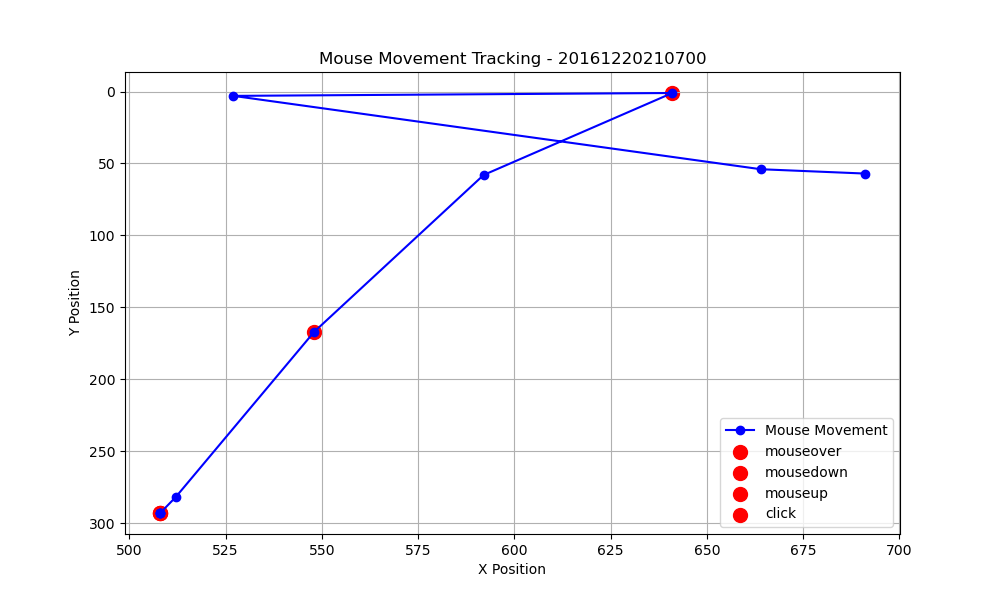 Mouse Movement Tracking - 20161220210700
Y Position
0
50
100
150
200
250
300
Mouse Movement
mouseover
mousedown
mouseup
click
500 525 550 575 600 625 650 675 700
X Position